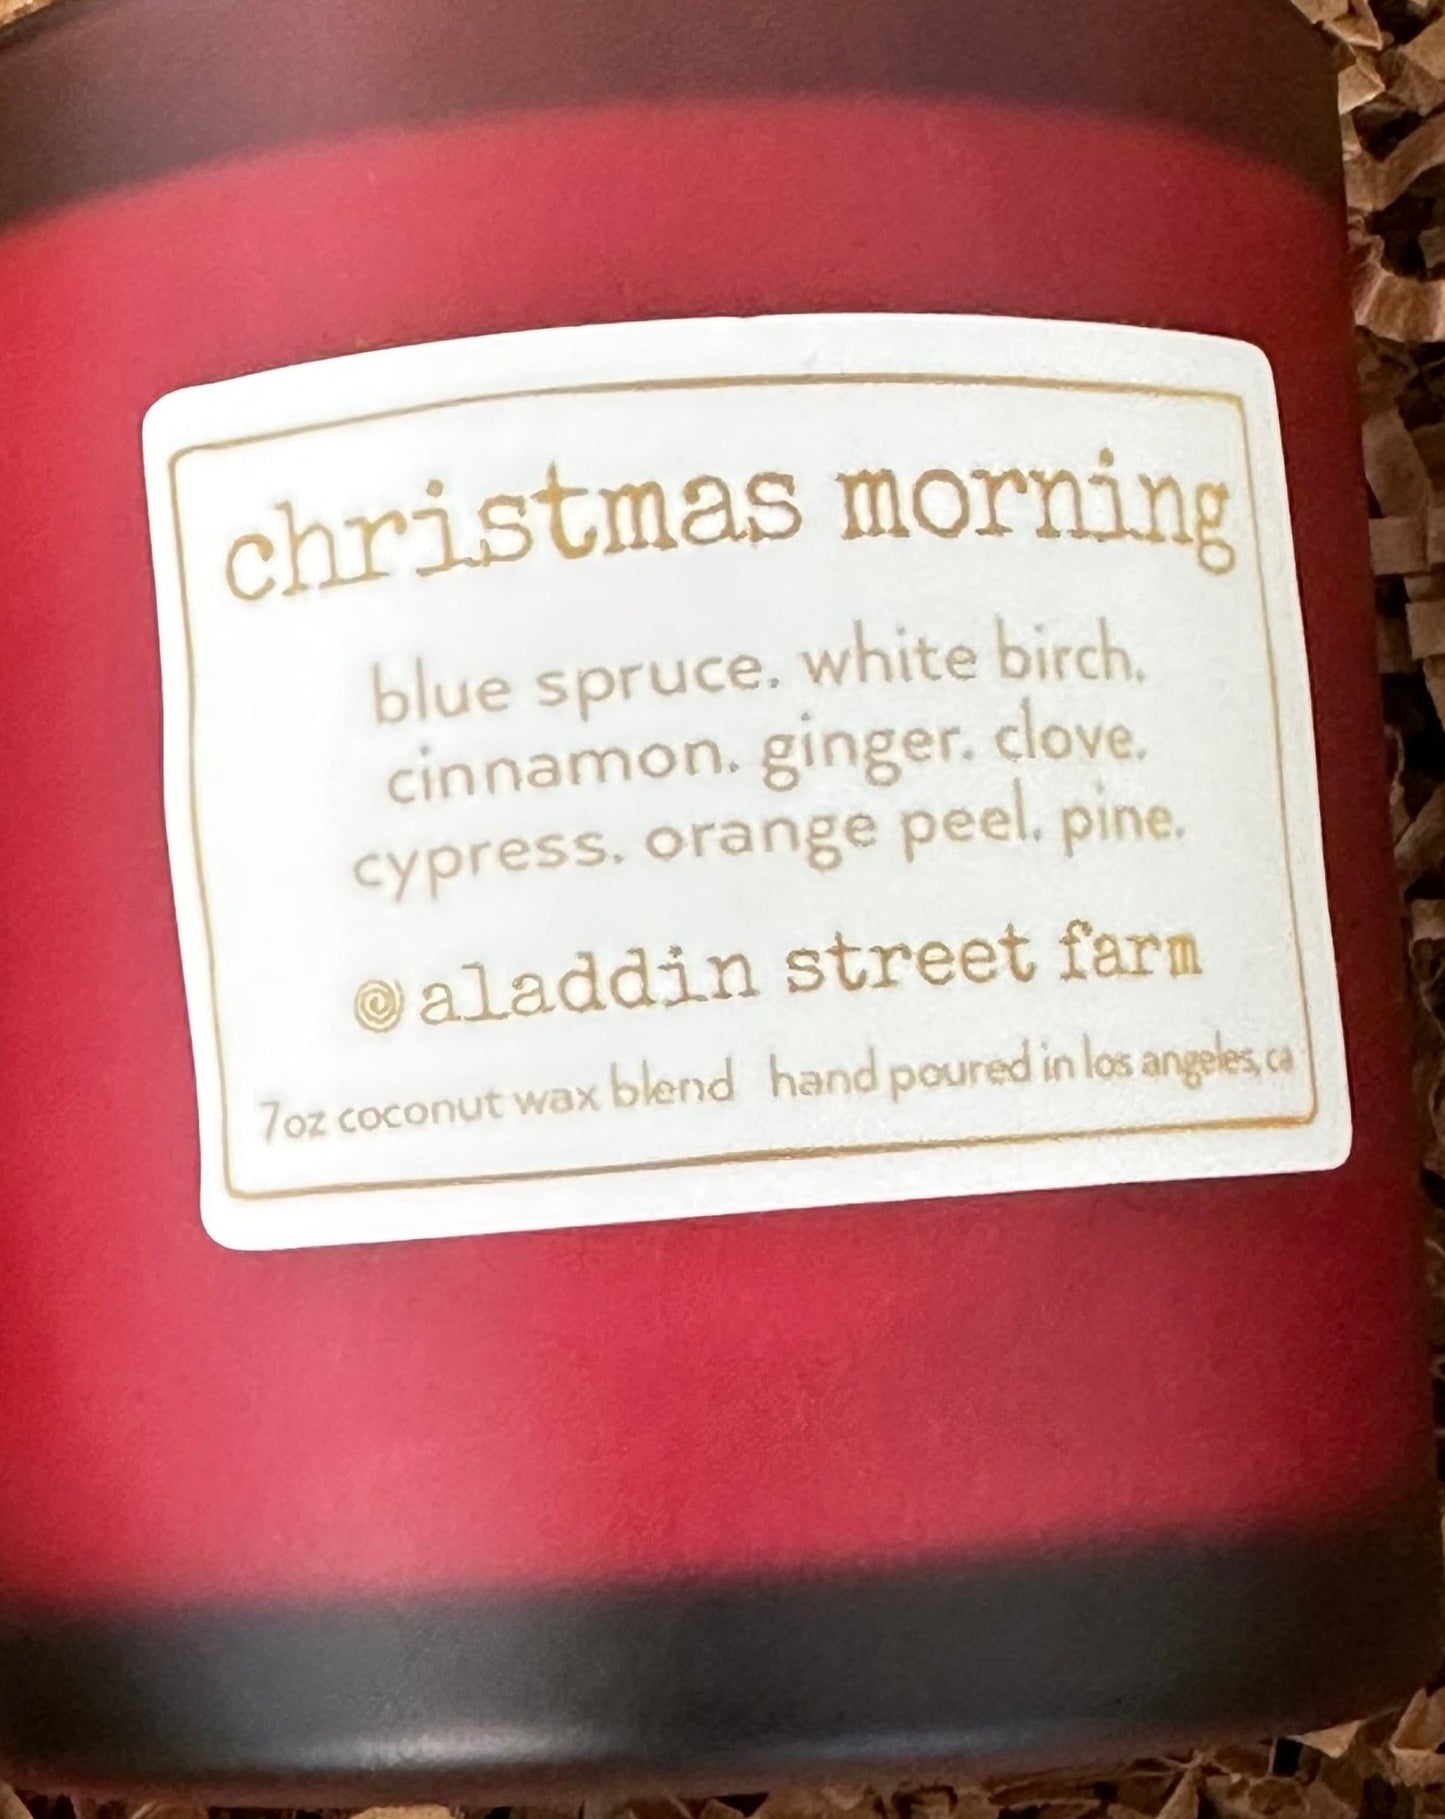 christmas morning
blue spruce. white birch.
cinnamon. ginger. clove.
cypress. orange peel. pine.
@aladdin street farm
7oz coconut wax blend hand poured in los angeles, ca